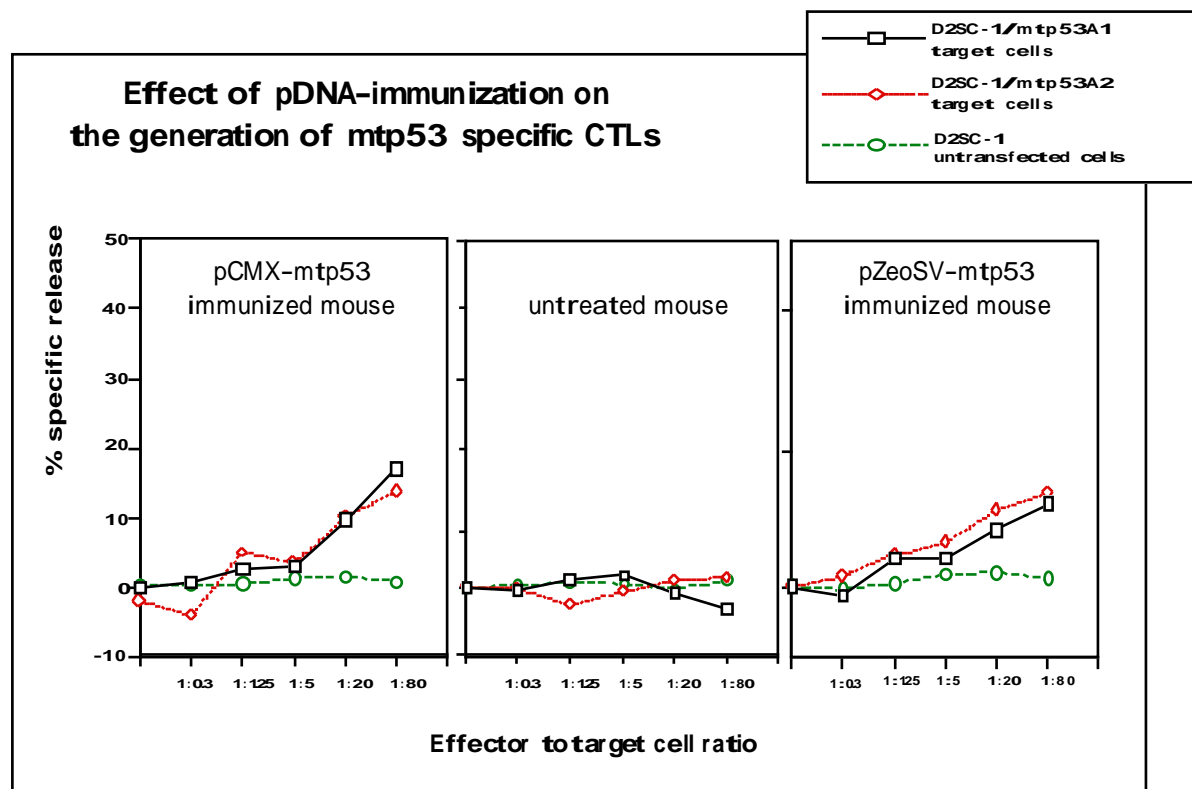 D2SC-1/mtp53A1
target cells
D2SC-1/mtp53A2
target cells
D2SC-1
untransfected cells
Effect of pDNA-immunization on
the generation of mtp53 specific CTLs
% specific release
50
40
30
20
10
0
-10
pCMX-mtp53
immunized mouse
untreated mouse
pZeoSV-mtp53
immunized mouse
1:03 1:125 1:5 1:20 1:80
1:03 1:125 1:5 1:20 1:80
1:03 1:125 1:5 1:20 1:80
Effector to target cell ratio